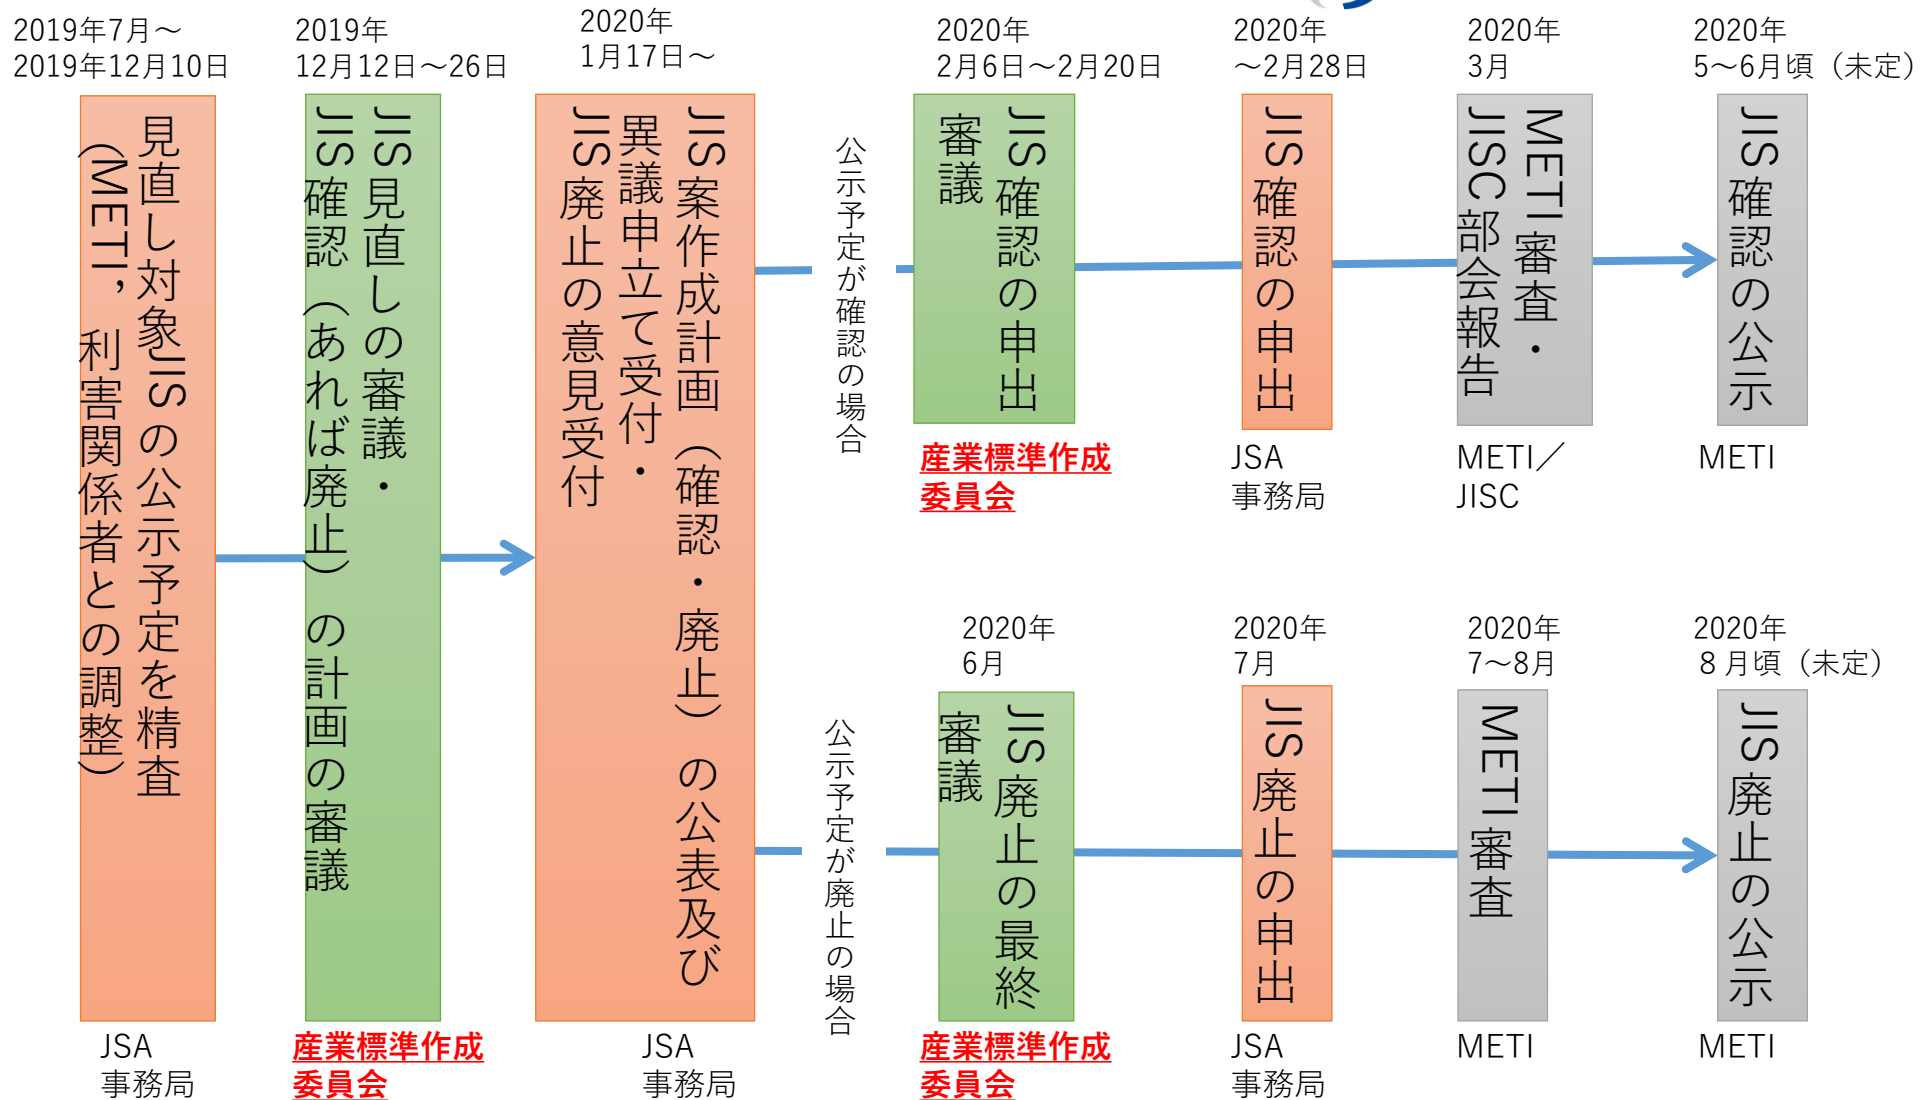 2019年7月～
2019年12月10日
見直し対象JISの公示予定を精査
（METI，利害関係者との調整）
JSA
事務局
2019年
12月12日～26日
JIS見直しの審議・
JIS確認（あれば廃止）の計画の審議
産業標準作成
委員会
2020年
1月17日～
JIS案作成計画（確認・廃止）の公表及び
異議申立て受付・
JIS廃止の意見受付
JSA
事務局
公示予定が確認の場合
2020年
2月6日～2月20日
JIS確認の申出
審議
産業標準作成
委員会
2020年
～2月28日
JIS確認の申出
JSA
事務局
2020年
3月
METI審査・
JISC部会報告
METI／
JISC
2020年
5～6月頃（未定）
JIS確認の公示
METI
公示予定が廃止の場合
2020年
6月
JIS廃止の最終
審議
産業標準作成
委員会
2020年
7月
JIS廃止の申出
JSA
事務局
2020年
7～8月
METI審査
METI
2020年
８月頃（未定）
JIS廃止の公示
METI